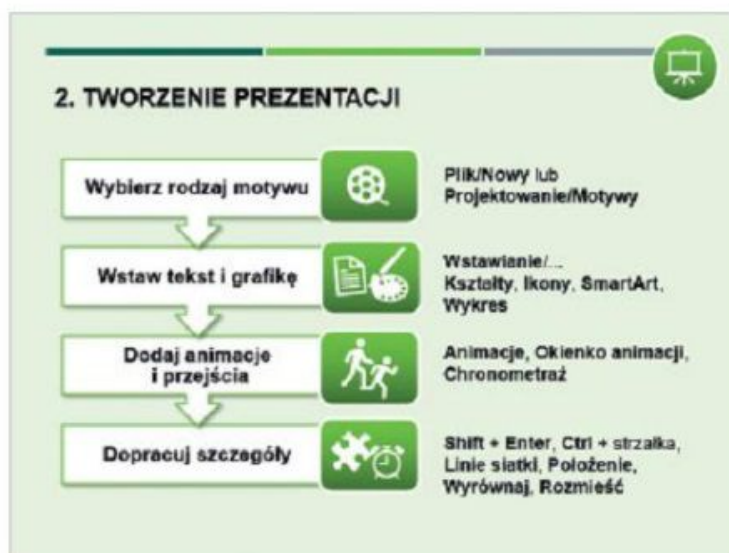 2. TWORZENIE PREZENTACJI
Wybierz rodzaj motywu
Plik/Nowy lub
Projektowanie/Motywy
Wstaw tekst i grafikę
Wstawianie/...
Kształty, Ikony, SmartArt,
Wykres
Dodaj animacje
i przejścia
Animacje, Okienko animacji,
Chronometraż
Dopracuj szczegóły
Shift + Enter, Ctrl + strzałka,
Linie siatki, Położenie,
Wyrównaj, Rozmieść